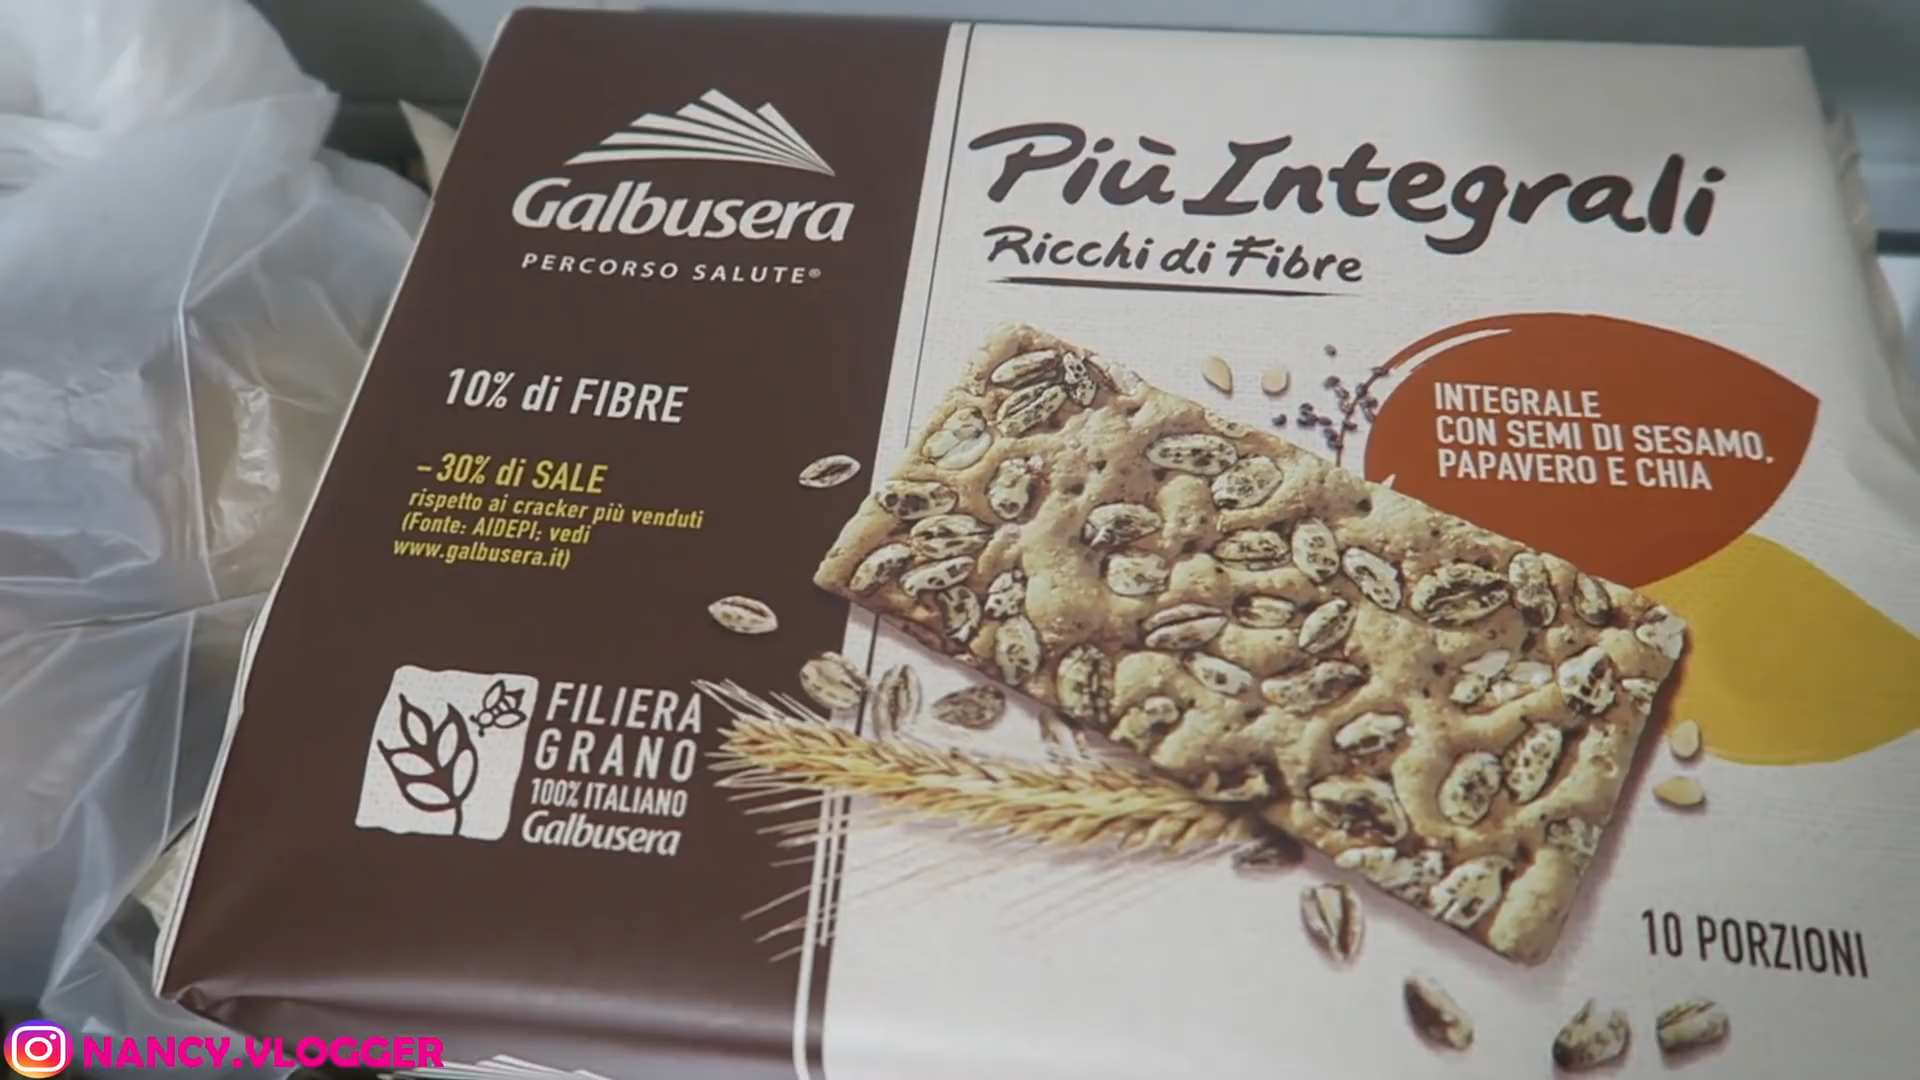 Galbusera
PERCORSO SALUTE®
10% di FIBRE
-30% di SALE
rispetto ai cracker più venduti
(Fonte: AIDEPI: vedi
www.galbusera.it)
FILIERA
GRANO
100% ITALIANO
Galbusera
Più Integrali
Ricchi di Fibre
INTEGRALE
CON SEMI DI SESAMO,
PAPAVERO E CHIA
10 PORZIONI
NANCY.VLOGGER